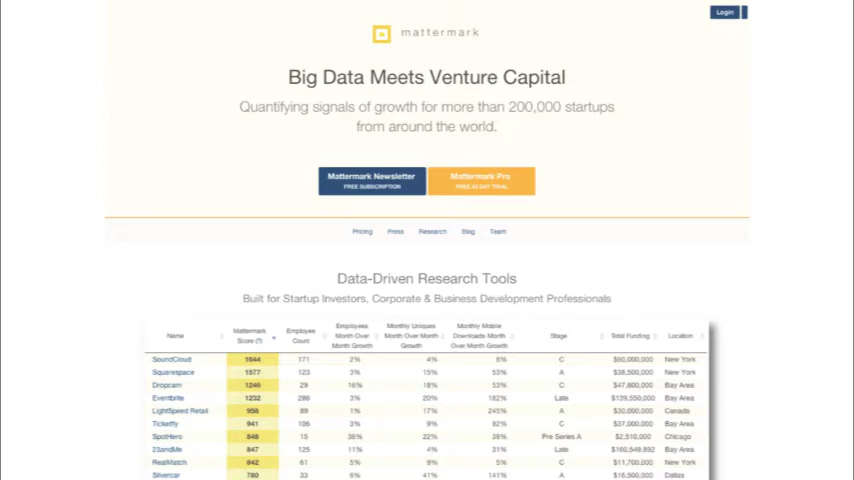 Login
mattermark
Big Data Meets Venture Capital
Quantifying signals of growth for more than 200,000 startups
from around the world.
Mattermark Newsletter Mattermark Pro
FREE SUBSCRIPTION FREE 30 DAY TRIAL
Pricing Press Research Blog Team
Data-Driven Research Tools
Built for Startup Investors, Corporate & Business Development Professionals
Name Mattermark Score (?) Employee Count Employees Month Over Month Growth Monthly Uniques Month Over Month Growth Monthly Mobile Downloads Month Over Month Growth Stage Total Funding Location
SoundCloud 1644 171 2% 4% 6% C $60,000,000 New York
Squarespace 1577 123 3% 15% 53% A $38,500,000 New York
Dropcam 1246 29 16% 18% 53% C $47,800,000 Bay Area
Eventbrite 1232 286 3% 20% 182% Late $139,550,000 Bay Area
LightSpeed Retail 958 89 1% 17% 245% A $30,000,000 Canada
Ticketfly 941 106 3% 9% 92% C $37,000,000 Bay Area
SpotHero 848 15 36% 22% 38% Pre Series A $2,510,000 Chicago
23andMe 847 125 11% 4% 31% Late $160,549,892 Bay Area
RealMatch 842 61 5% 9% 5% C $11,700,000 New York
Silvercar 780 33 6% 41% 141% A $16,500,000 Dallas